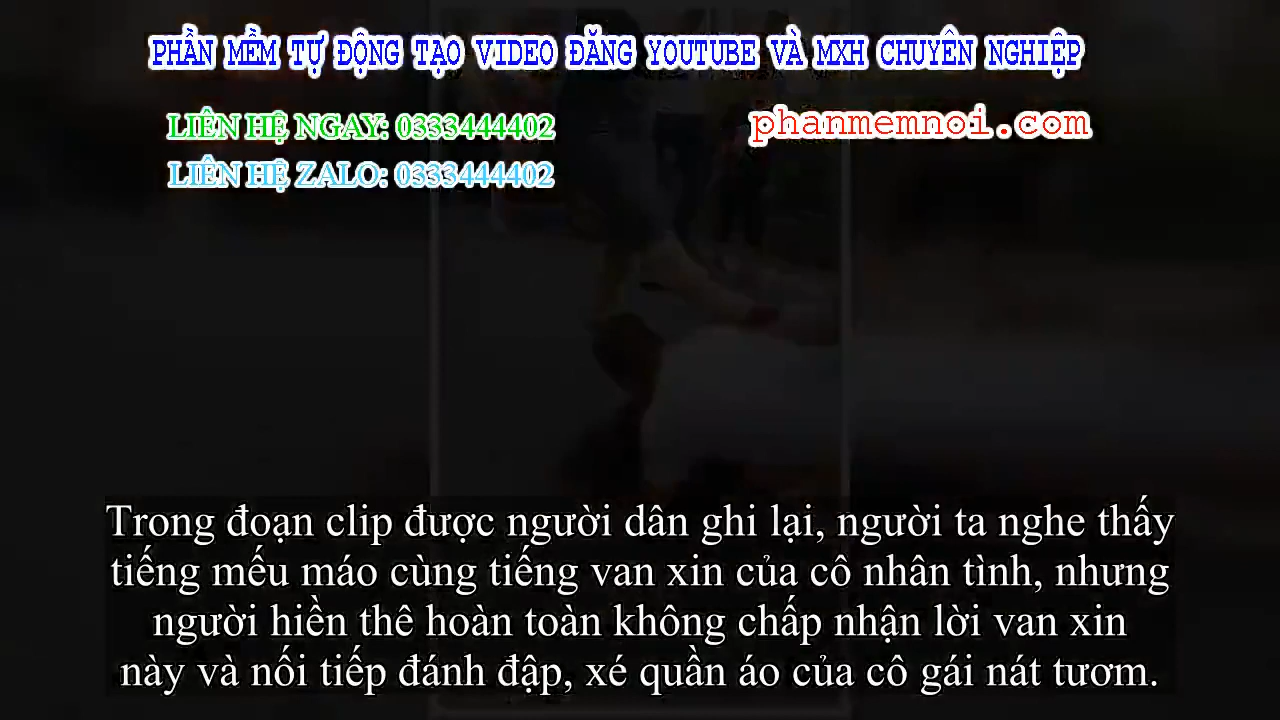 PHẦN MỀM TỰ ĐỘNG TẠO VIDEO ĐĂNG YOUTUBE VÀ MXH CHUYÊN NGHIỆP
LIÊN HỆ NGAY: 0333444402
phanmemnoi.com
LIÊN HỆ ZALO: 0333444402
Trong đoạn clip được người dân ghi lại, người ta nghe thấy
tiếng mếu máo cùng tiếng van xin của cô nhân tình, nhưng
người hiền thê hoàn toàn không chấp nhận lời van xin
này và nối tiếp đánh đập, xé quần áo của cô gái nát tươm.